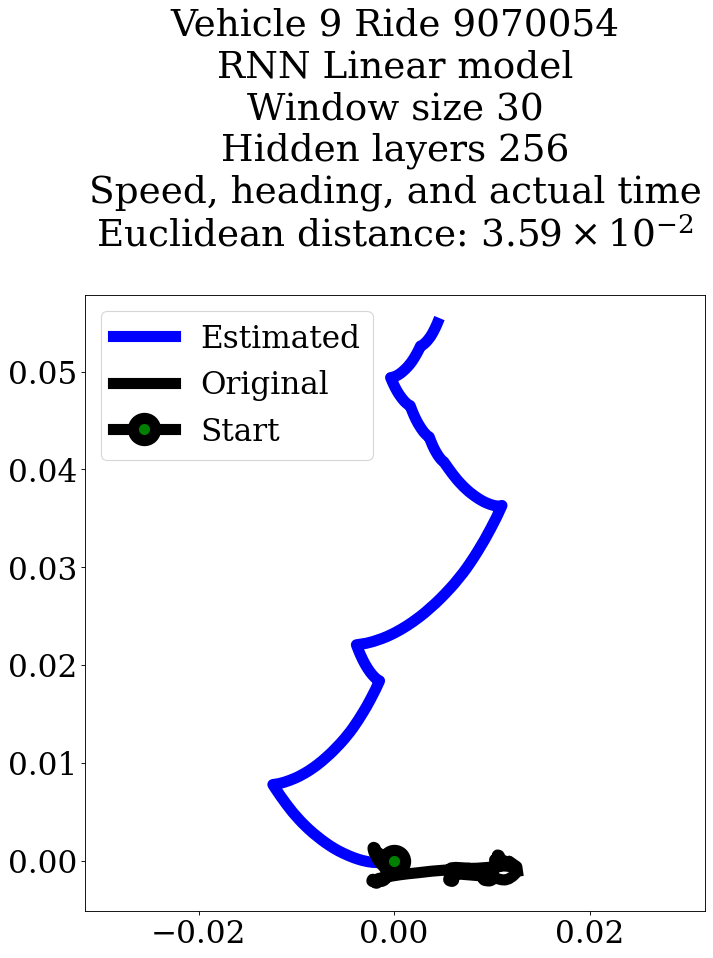 Vehicle 9 Ride 9070054
RNN Linear model
Window size 30
Hidden layers 256
Speed, heading, and actual time
Euclidean distance: 3.59 × 10⁻²
Estimated
Original
Start
0.05
0.04
0.03
0.02
0.01
0.00
−0.02 0.00 0.02